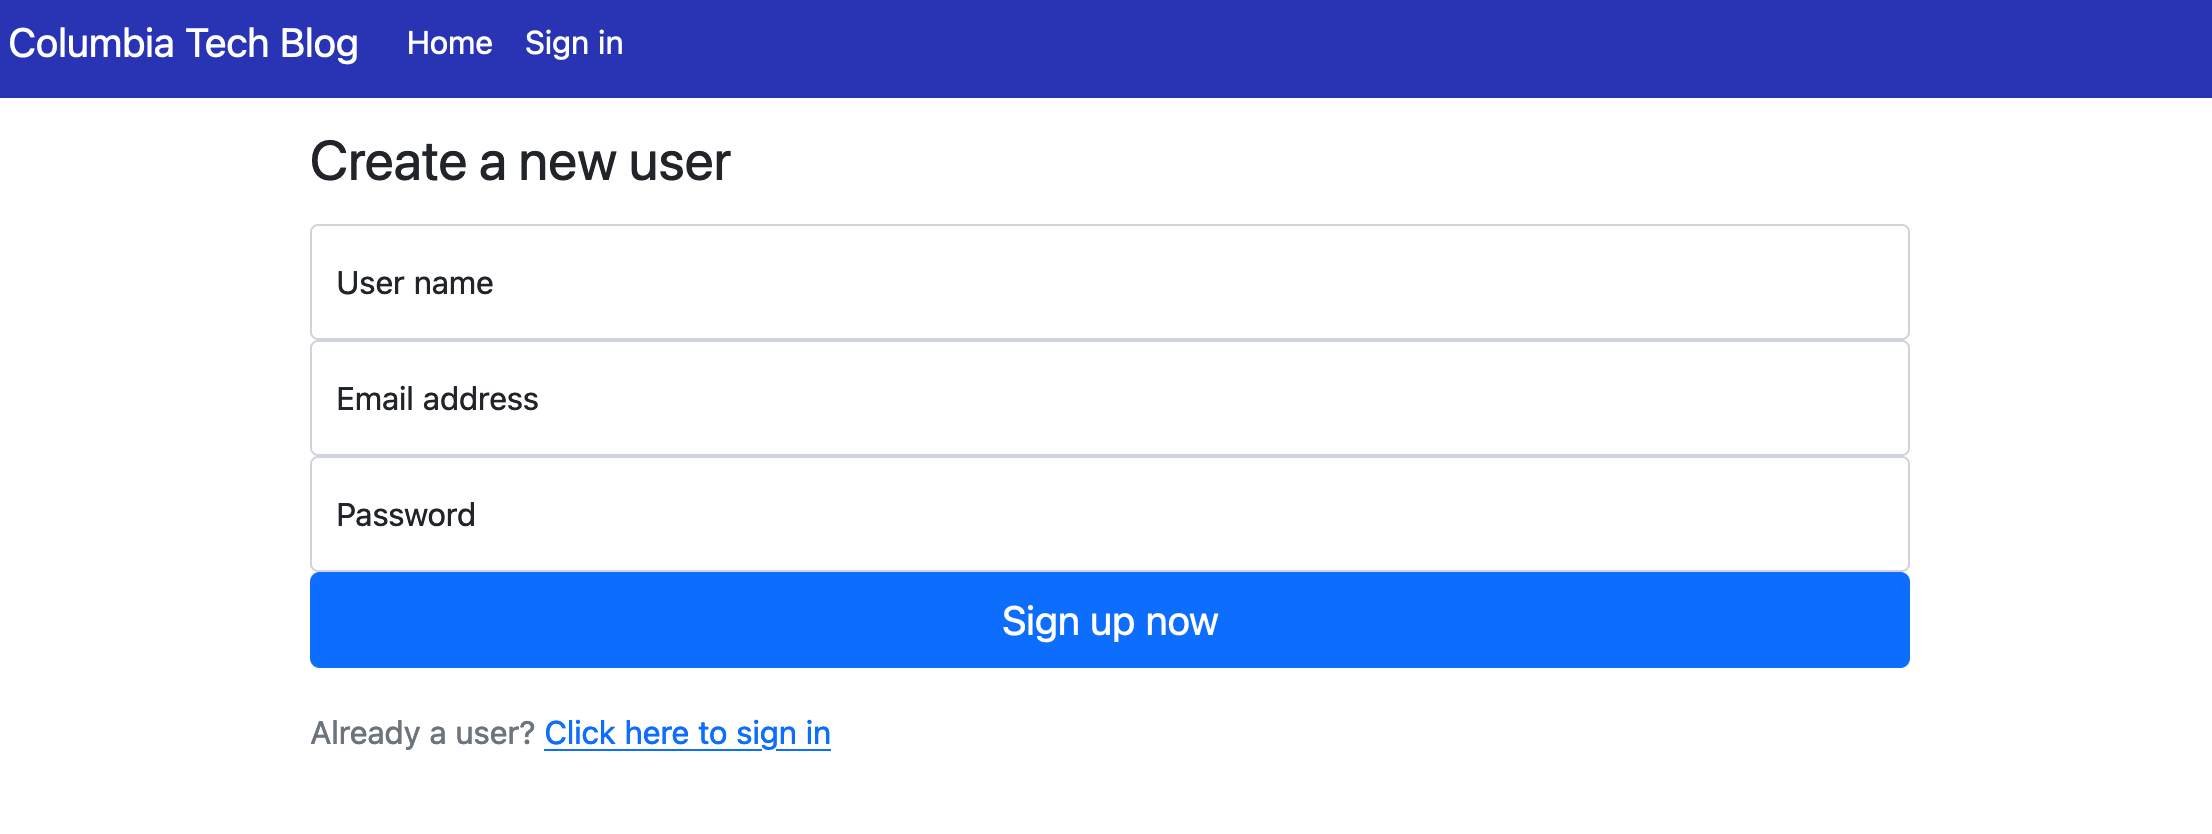 Columbia Tech Blog Home Sign in
Create a new user
User name
Email address
Password
Sign up now
Already a user? Click here to sign in